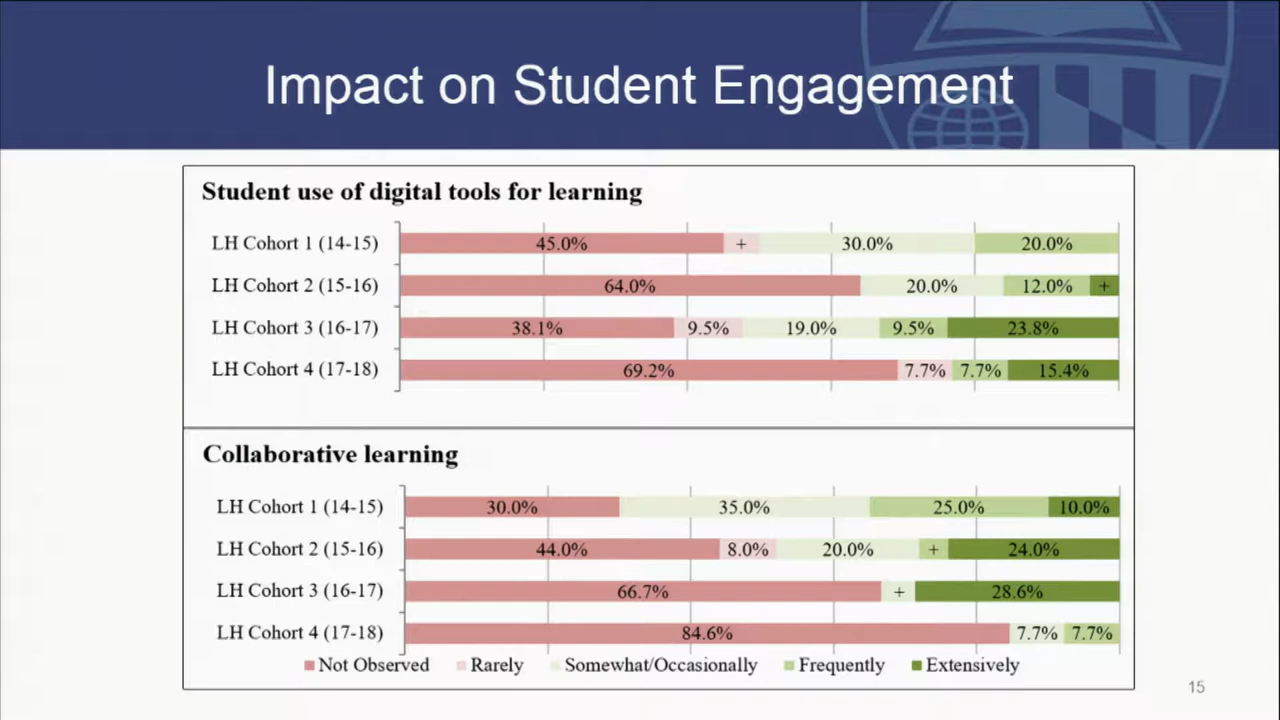 Impact on Student Engagement
Student use of digital tools for learning
LH Cohort 1 (14-15) 45.0% + 30.0% 20.0%
LH Cohort 2 (15-16) 64.0% 20.0% 12.0% +
LH Cohort 3 (16-17) 38.1% 9.5% 19.0% 9.5% 23.8%
LH Cohort 4 (17-18) 69.2% 7.7% 7.7% 15.4%
Collaborative learning
LH Cohort 1 (14-15) 30.0% 35.0% 25.0% 10.0%
LH Cohort 2 (15-16) 44.0% 8.0% 20.0% + 24.0%
LH Cohort 3 (16-17) 66.7% + 28.6%
LH Cohort 4 (17-18) 84.6% 7.7% 7.7%
Not Observed Rarely Somewhat/Occasionally Frequently Extensively
15